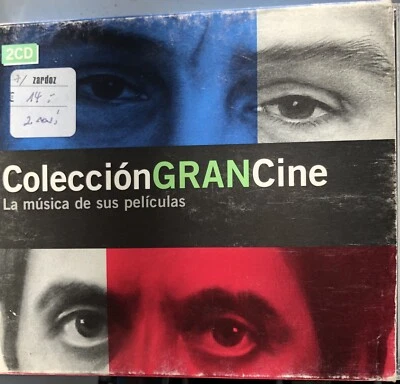 2CD
zardoz
14.-
ColecciónGRANCine
La música de sus películas